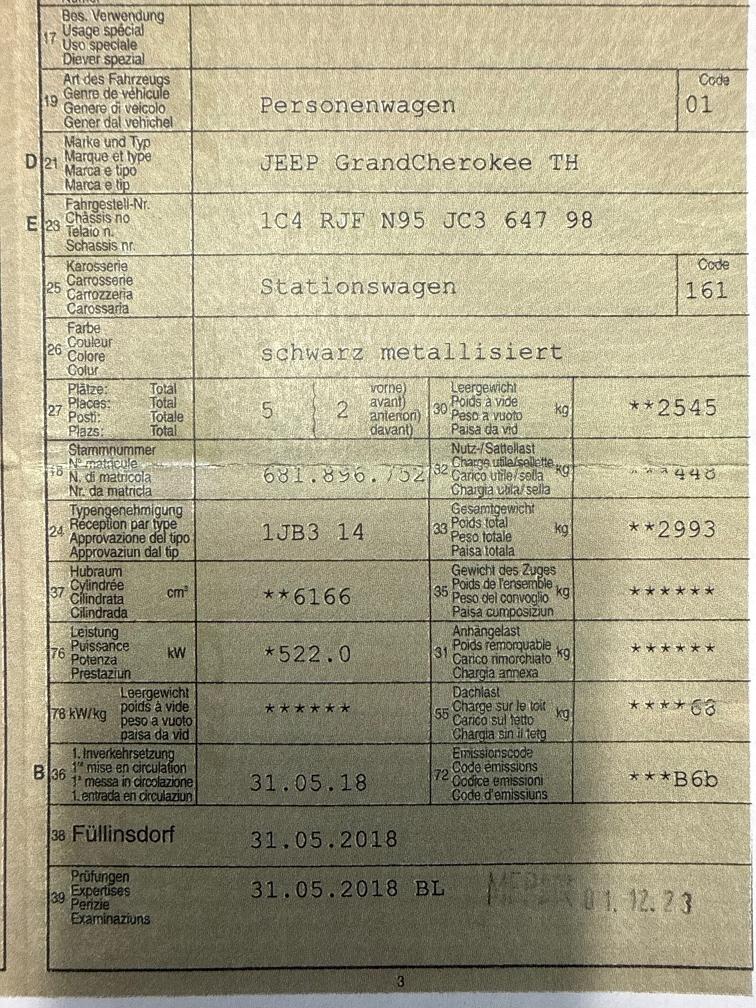 17 Bes. Verwendung
Usage spécial
Uso speciale
Diever spezial
19 Art des Fahrzeugs
Genre de véhicule
Genere di veicolo
Gener dal vehichel
Personenwagen
Code
01
D 21 Marke und Typ
Marque et type
Marca e tipo
Marca e tip
JEEP GrandCherokee TH
E 23 Fahrgestell-Nr.
Châssis no
Telaio n.
Schassis nr.
1C4 RJF N95 JC3 647 98
25 Karosserie
Carrosserie
Carrozzeria
Carossaria
Stationswagen
Code
161
26 Farbe
Couleur
Colore
Colur
schwarz metallisiert
27 Plätze: Total
Places: Total
Posti: Totale
Plazs: Total
5 ( 2
vorne)
avant)
anteriori)
davant)
30 Leergewicht
Poids à vide
Peso a vuoto
Paisa da vid
kg
**2545
18 Stammnummer
N° matricule
N. di matricola
Nr. da matricla
681.896.752
32 Nutz-/Sattellast
Charge utile/sellette
Carico utile/sella
Chargia utila/sella
kg
***448
24 Typengenehmigung
Réception par type
Approvazione del tipo
Approvaziun dal tip
1JB3 14
33 Gesamtgewicht
Poids total
Peso totale
Paisa totala
kg
**2993
37 Hubraum
Cylindrée
Cilindrata
Cilindrada
cm³
**6166
35 Gewicht des Zuges
Poids de l'ensemble
Peso del convoglio
Paisa cumposiziun
kg
******
76 Leistung
Puissance
Potenza
Prestaziun
kW
*522.0
31 Anhängelast
Poids remorquable
Carico rimorchiato
Chargia annexa
kg
******
78 kW/kg
Leergewicht
poids à vide
peso a vuoto
paisa da vid
******
55 Dachlast
Charge sur le toit
Carico sul tetto
Chargia sin il tetg
kg
****63
B 36 1. Inverkehrsetzung
1re mise en circulation
1a messa in circolazione
1. entrada en circulaziun
31.05.18
72 Emissionscode
Code émissions
Codice emissioni
Code d'emissiuns
***B6b
38 Füllinsdorf
31.05.2018
39 Prüfungen
Expertises
Perizie
Examinaziuns
31.05.2018 BL
01.12.23
3